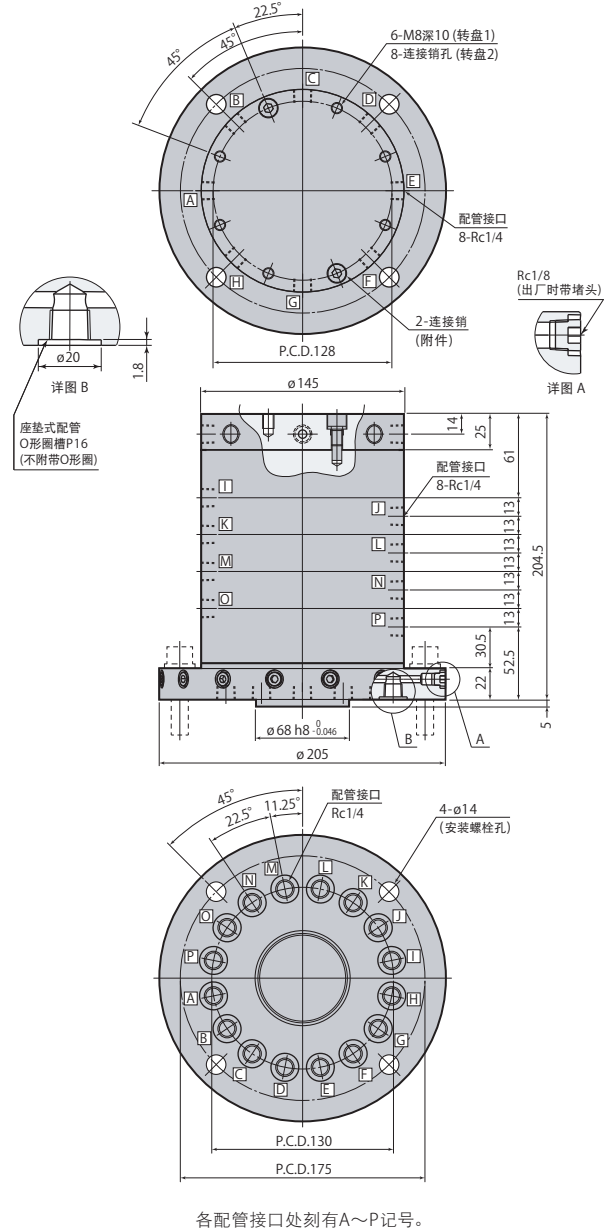 22.5°
45°
45°
6-M8深10 (转盘1)
8-连接销孔 (转盘2)
C
B
D
A
E
配管接口
8-Rc1/4
H
F
G
2-连接销
(附件)
P.C.D.128
Rc1/8
(出厂时带堵头)
详图 A
ø20
1.8
详图 B
座垫式配管
O形圈槽P16
(不附带O形圈)
ø145
14
25
61
配管接口
8-Rc1/4
I
J
K
L
M
N
O
P
13
13
13
13
13
13
13
204.5
30.5
52.5
22
5
ø68 h8 0 -0.046
B
A
ø205
45°
22.5°
11.25°
配管接口
Rc1/4
4-ø14
(安装螺栓孔)
M
L
N
K
O
J
P
I
A
H
B
G
C
F
D
E
P.C.D.130
P.C.D.175
各配管接口处刻有A～P记号。